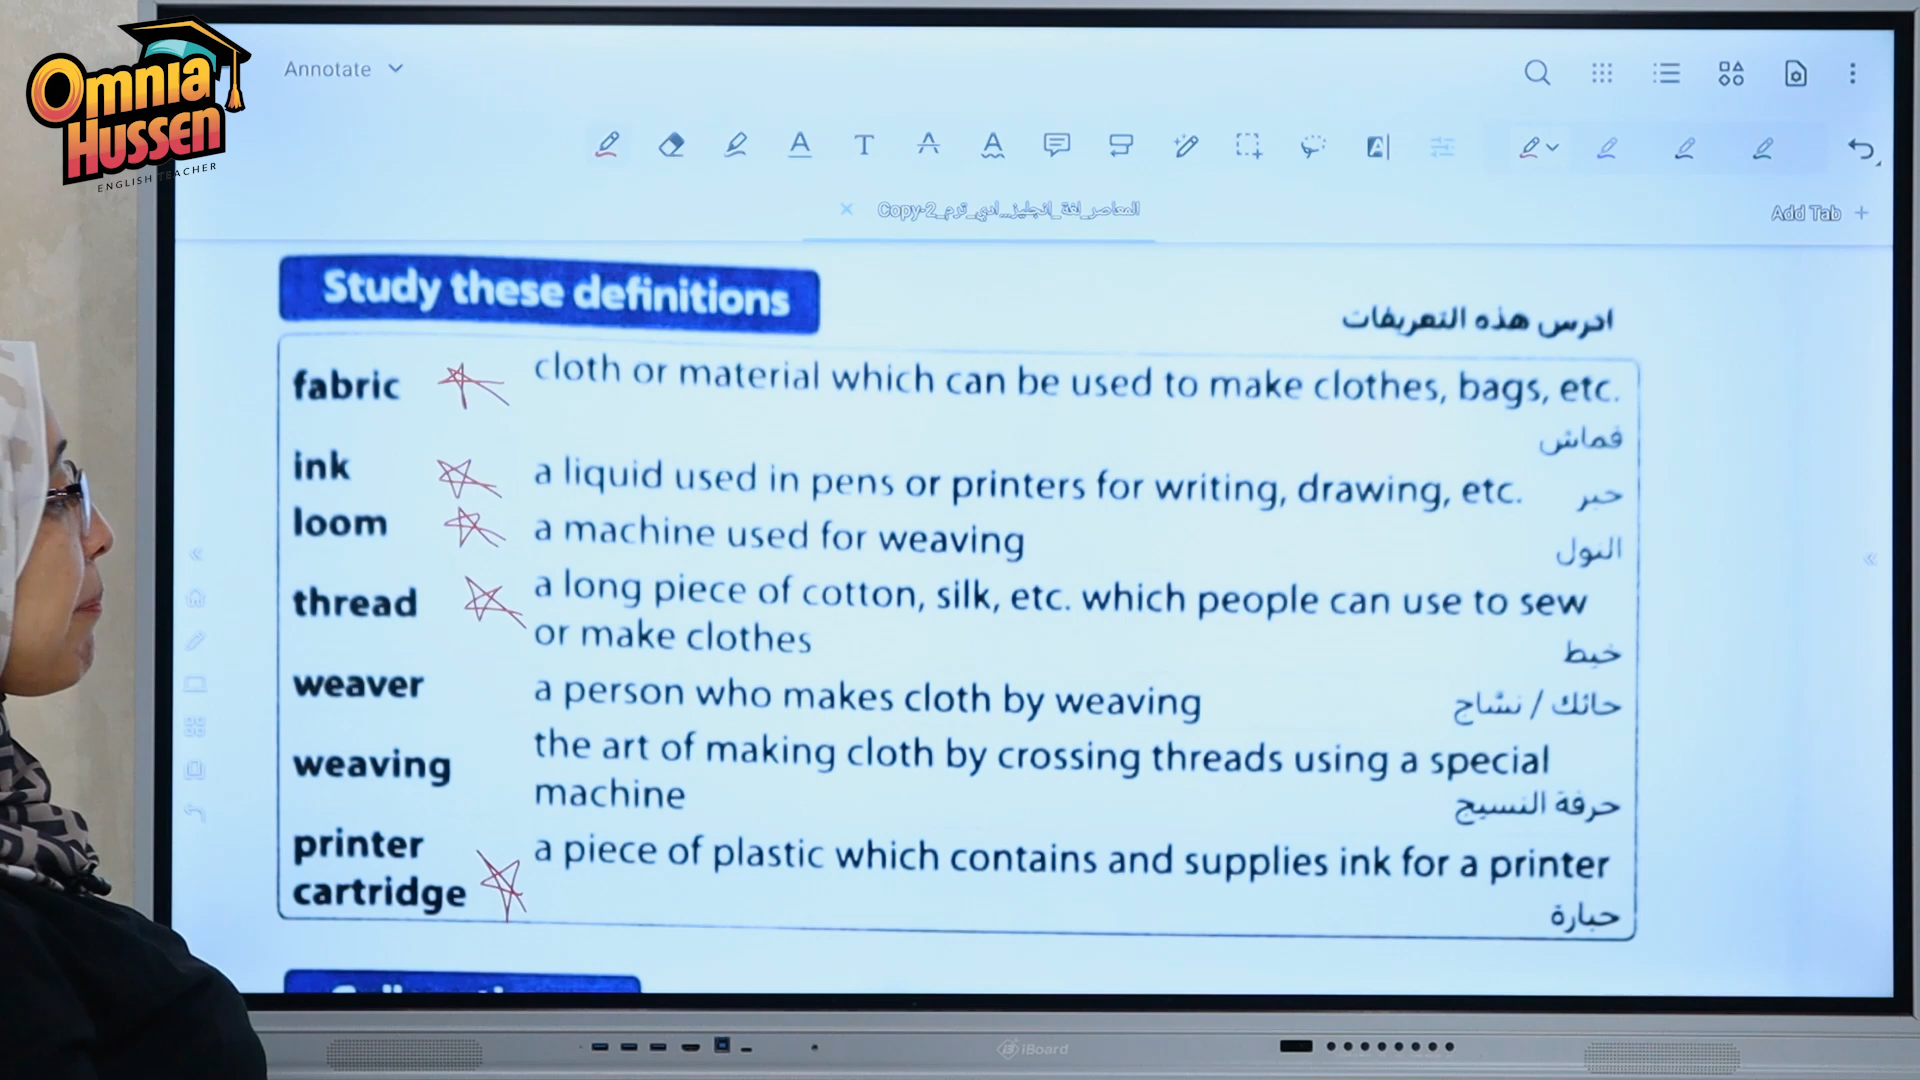 Omnia
Hussen
ENGLISH TEACHER
Annotate
المعاصر_لغة_إنجليز...ادي_ترم_2-Copy
Add Tab +
Study these definitions
ادرس هذه التعريفات
fabric cloth or material which can be used to make clothes, bags, etc.
قماش
ink a liquid used in pens or printers for writing, drawing, etc. حبر
loom a machine used for weaving النول
thread a long piece of cotton, silk, etc. which people can use to sew
or make clothes خيط
weaver a person who makes cloth by weaving حائك / نسَّاج
weaving the art of making cloth by crossing threads using a special
machine حرفة النسيج
printer cartridge a piece of plastic which contains and supplies ink for a printer
حبارة
iBoard